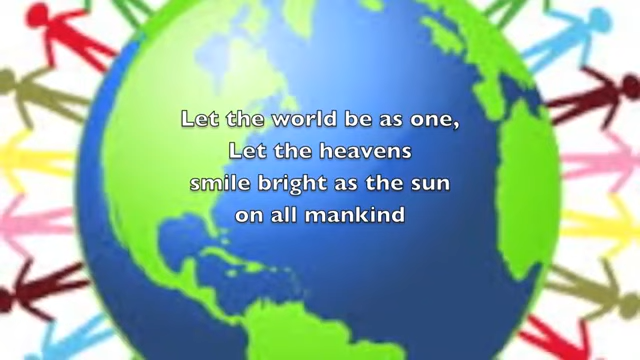 Let the world be as one,
Let the heavens
smile bright as the sun
on all mankind